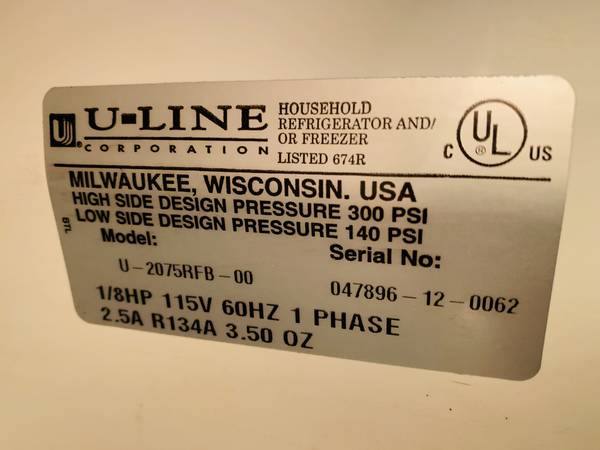 U-LINE
CORPORATION
HOUSEHOLD
REFRIGERATOR AND/
OR FREEZER
LISTED 674R
C UL ® US
MILWAUKEE, WISCONSIN. USA
HIGH SIDE DESIGN PRESSURE 300 PSI
LOW SIDE DESIGN PRESSURE 140 PSI
BTL
Model:
Serial No:
U-2075RFB-00
047896-12-0062
1/8HP 115V 60HZ 1 PHASE
2.5A R134A 3.50 OZ